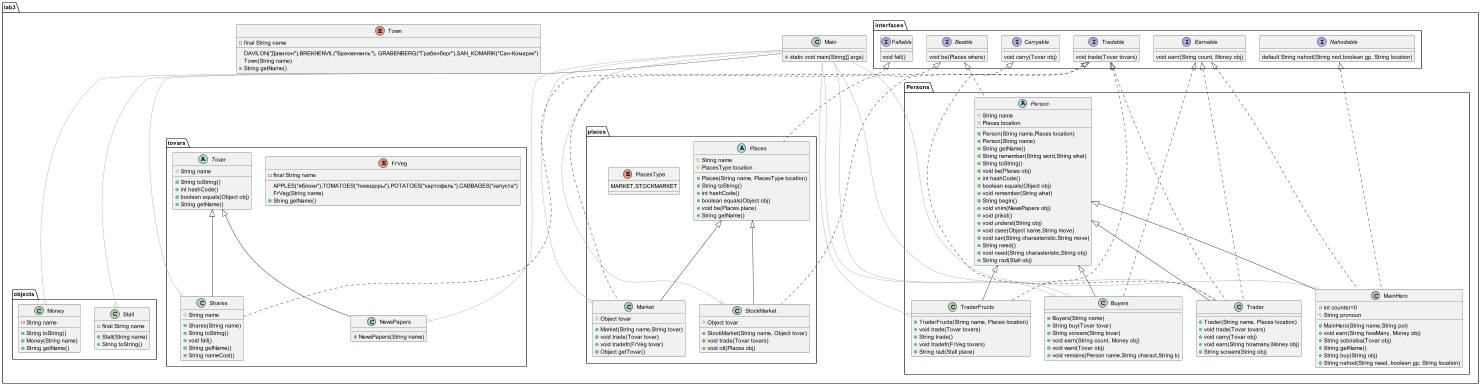 lab3
Town
final String name
DAVILON("Давилон"),BREKHENVIL("Брехенвиль"), GRABENBERG("Грабенберг"),SAN_KOMARIK("Сан-Комарик")
Town(String name)
String getName()
Main
static void main(String[] args)
interfaces
Fallable
void fall()
Beable
void be(Places where)
Carryable
void carry(Tovar obj)
Tradable
void trade(Tovar tovars)
Earnable
void earn(String count, Money obj)
Nahodable
default String nahod(String ned,boolean gp, String location)
Persons
Person
String name
Places location
Person(String name,Places location)
Person(String name)
String getName()
String remember(String word,String what)
String toString()
void be(Places obj)
int hashCode()
boolean equals(Object obj)
void remember(String what)
String begin()
void vnim(NewsPapers obj)
void prikid()
void underst(String obj)
void csee(Object name,String move)
void can(String charasteristic,String move)
String need()
void need(String charasteristic,String obj)
String razl(Stall obj)
tovars
Tovar
String name
String toString()
int hashCode()
boolean equals(Object obj)
String getName()
FrVeg
final String name
APPLES("яблоки"),TOMATOES("помидоры"),POTATOES("картофель"),CABBAGES("капуста")
FrVeg(String name)
String getName()
places
PlacesType
MARKET,STOCKMARKET
Places
String name
PlacesType location
Places(String name, PlacesType location)
String toString()
int hashCode()
boolean equals(Object obj)
void be(Places place)
String getName()
objects
Money
String name
String toString()
Money(String name)
String getName()
Stall
final String name
Stall(String name)
String toString()
Shares
String name
Shares(String name)
String toString()
void fall()
String getName()
String nameCost()
NewsPapers
NewsPapers(String name)
Market
Object tovar
Market(String name,String tovar)
void trade(Tovar tovar)
void tradefr(FrVeg tovar)
Object getTovar()
StockMarket
Object tovar
StockMarket(String name, Object tovar)
void trade(Tovar tovars)
void otl(Places obj)
TraderFructs
TraderFructs(String name, Places location)
void trade(Tovar tovars)
String trade()
void tradefr(FrVeg tovars)
String razl(Stall place)
Buyers
Buyers(String name)
String buy(Tovar tovar)
String scream(String tovar)
void earn(String count, Money obj)
void want(Tovar obj)
void remains(Person name,String charact,String k)
Trader
Trader(String name, Places location)
void trade(Tovar tovars)
void carry(Tovar obj)
void earn(String howmany,Money obj)
String scream(String obj)
MainHero
int counter=0
String pronoun
MainHero(String name,String pol)
void earn(String howMany, Money obj)
String sobiralsa(Tovar obj)
String getName()
String buy(String obj)
String nahod(String need, boolean gp, String location)